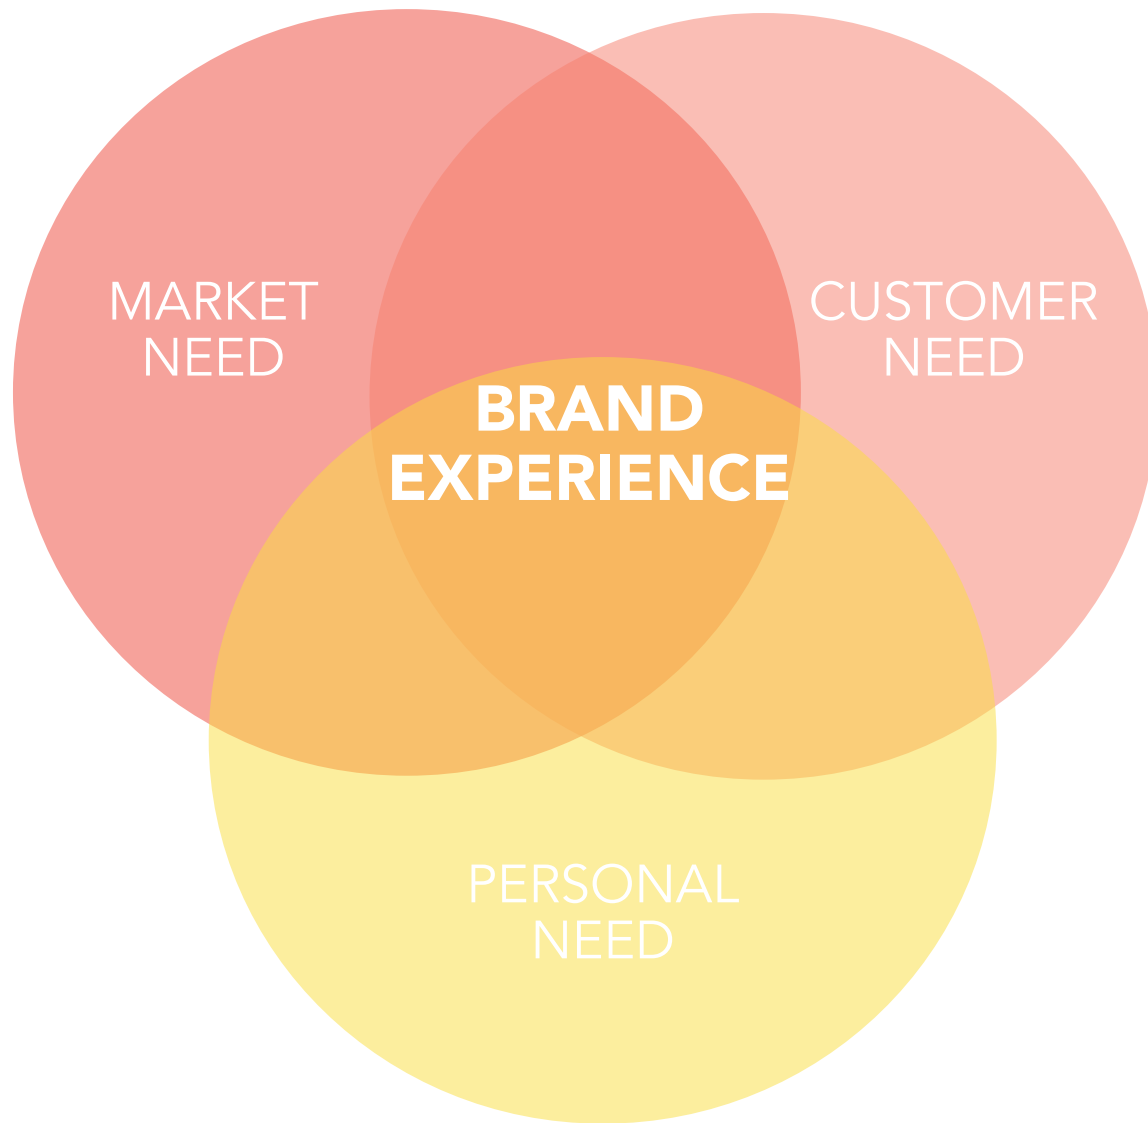 MARKET
NEED
CUSTOMER
NEED
BRAND
EXPERIENCE
PERSONAL
NEED